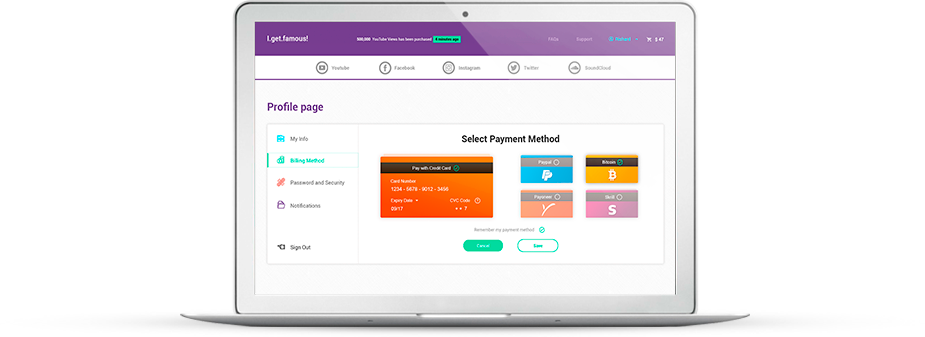 I.get.famous!
500,000 YouTube Views has been purchased 6 minutes ago
FAQs Support $ 47
Youtube Facebook Instagram Twitter SoundCloud
Profile page
My Info
Billing Method
Password and Security
Notifications
Sign Out
Select Payment Method
Pay with Credit Card
Card Number
1234 - 5678 - 9012 - 3456
Expiry Date CVC Code ?
09/17 * * 7
Paypal Bitcoin
Payoneer Skrill
Remember my payment method
Cancel Save